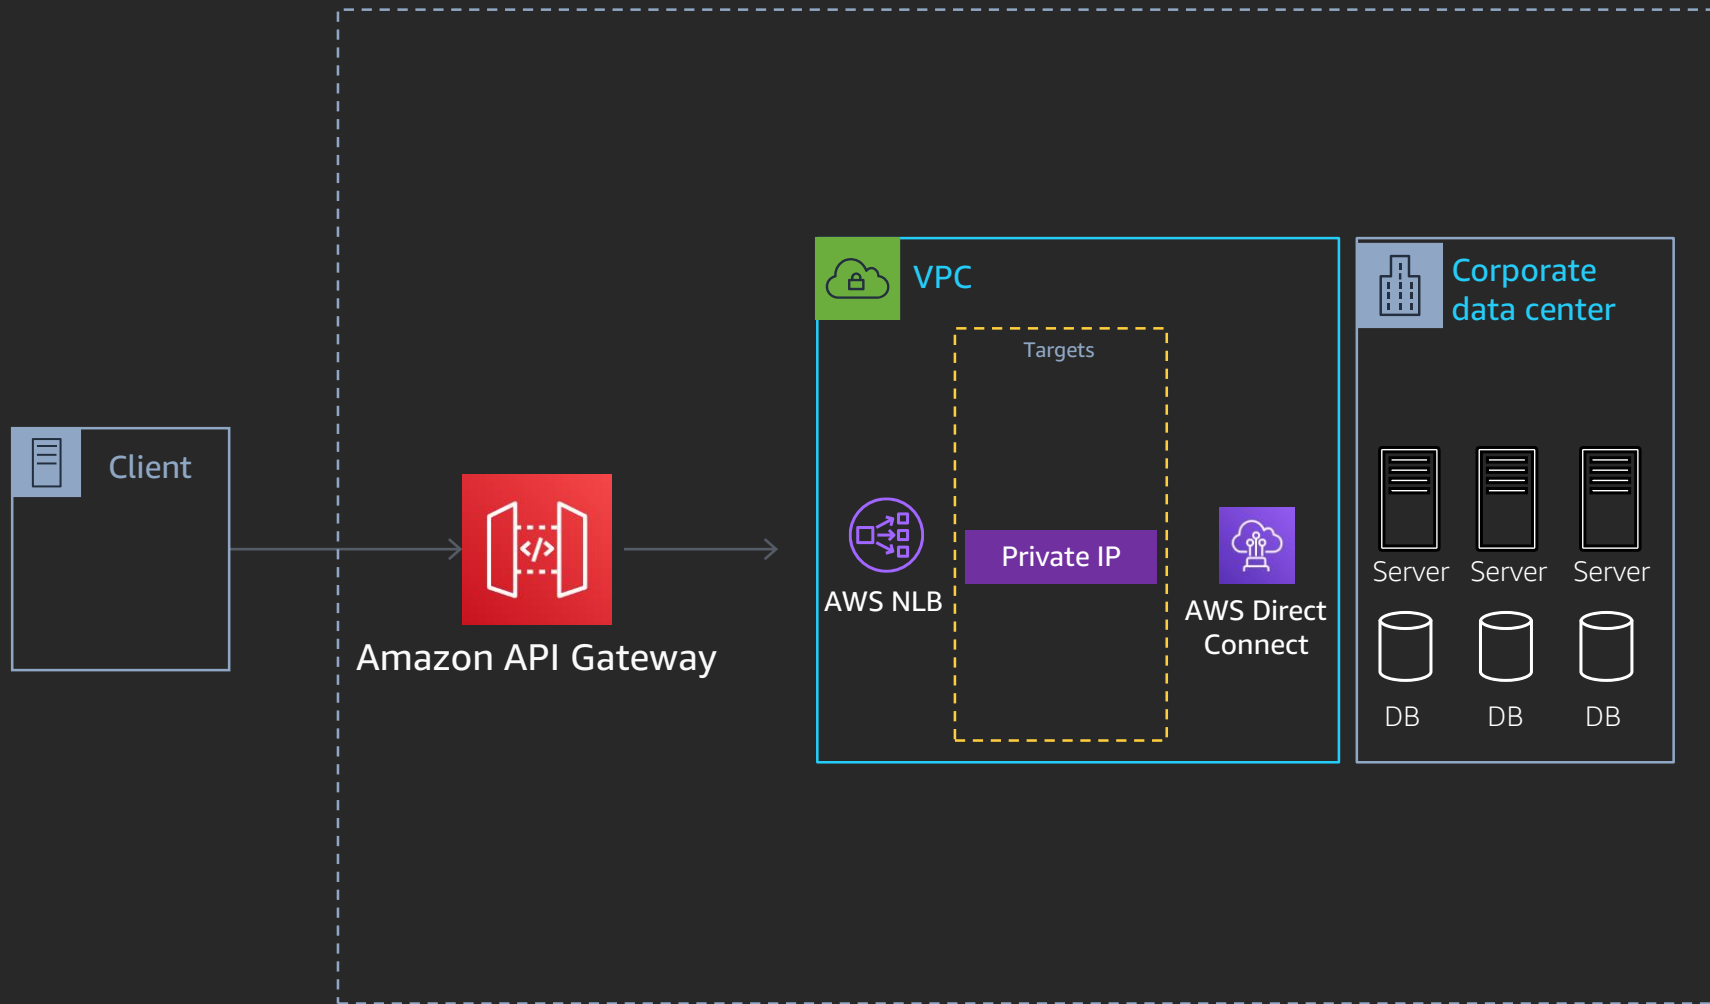 Client
Amazon API Gateway
VPC
Targets
AWS NLB
Private IP
AWS Direct
Connect
Corporate
data center
Server Server Server
DB DB DB